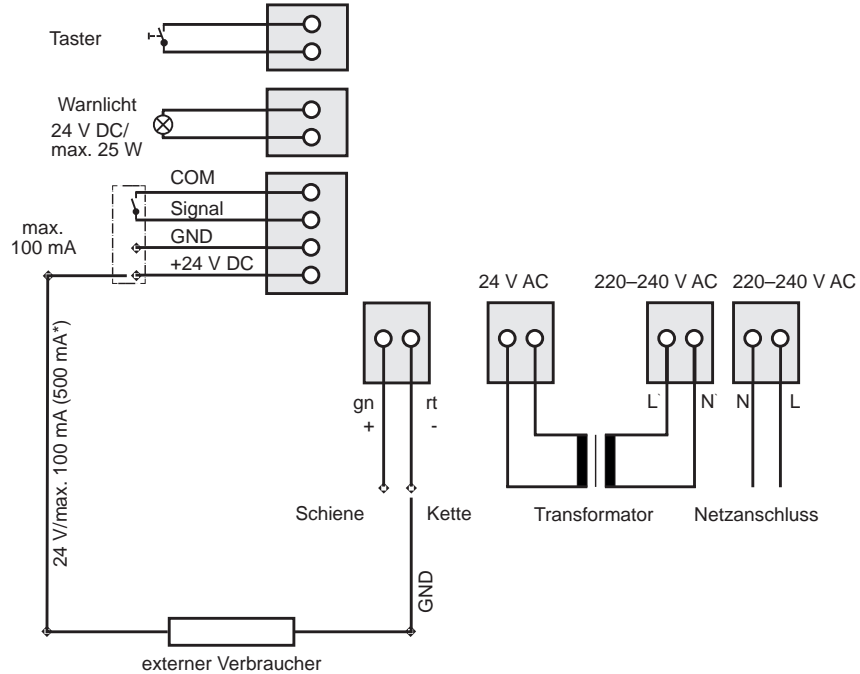 Taster
Warnlicht
24 V DC/
max. 25 W
COM
Signal
GND
+24 V DC
max.
100 mA
24 V/max. 100 mA (500 mA*)
24 V AC
220–240 V AC
220–240 V AC
gn
rt
+
-
L`
N`
N
L
Schiene
Kette
Transformator
Netzanschluss
GND
externer Verbraucher